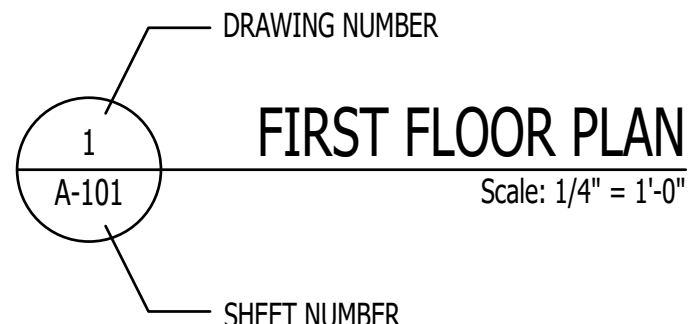 DRAWING NUMBER
1
FIRST FLOOR PLAN
A-101
Scale: 1/4" = 1'-0"
SHEET NUMBER